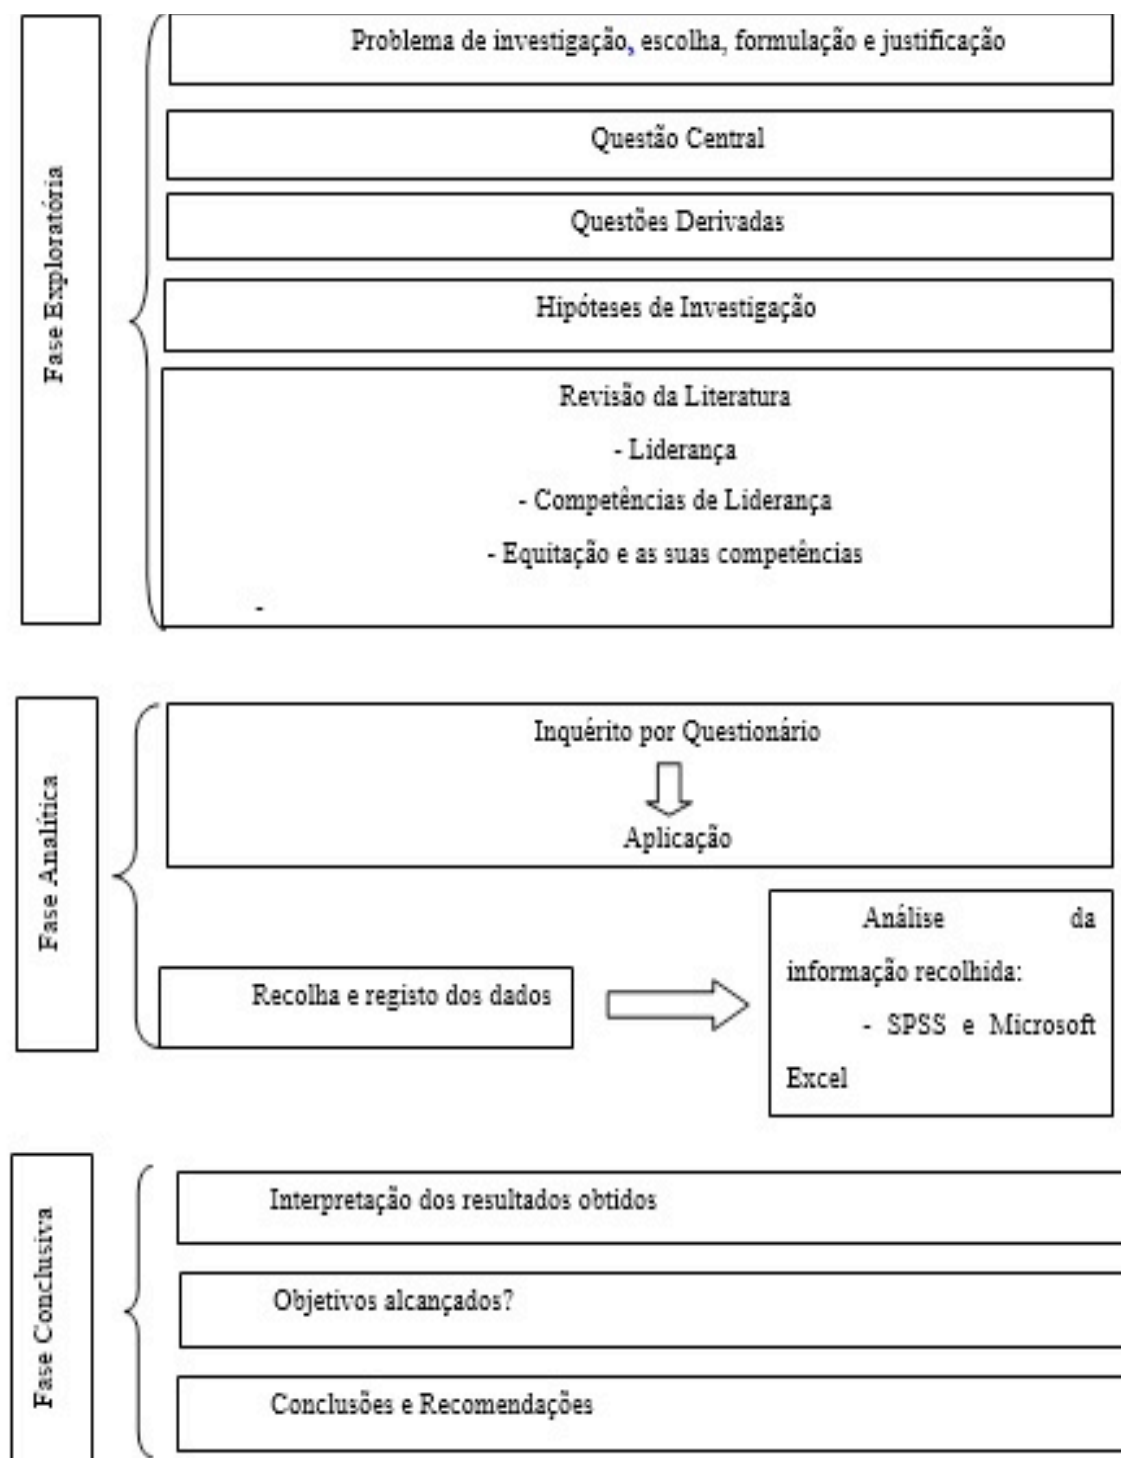 Fase Exploratória
Problema de investigação, escolha, formulação e justificação
Questão Central
Questões Derivadas
Hipóteses de Investigação
Revisão da Literatura
- Liderança
- Competências de Liderança
- Equitação e as suas competências
-
Fase Analítica
Inquérito por Questionário
Aplicação
Recolha e registo dos dados
Análise da
informação recolhida:
- SPSS e Microsoft
Excel
Fase Conclusiva
Interpretação dos resultados obtidos
Objetivos alcançados?
Conclusões e Recomendações